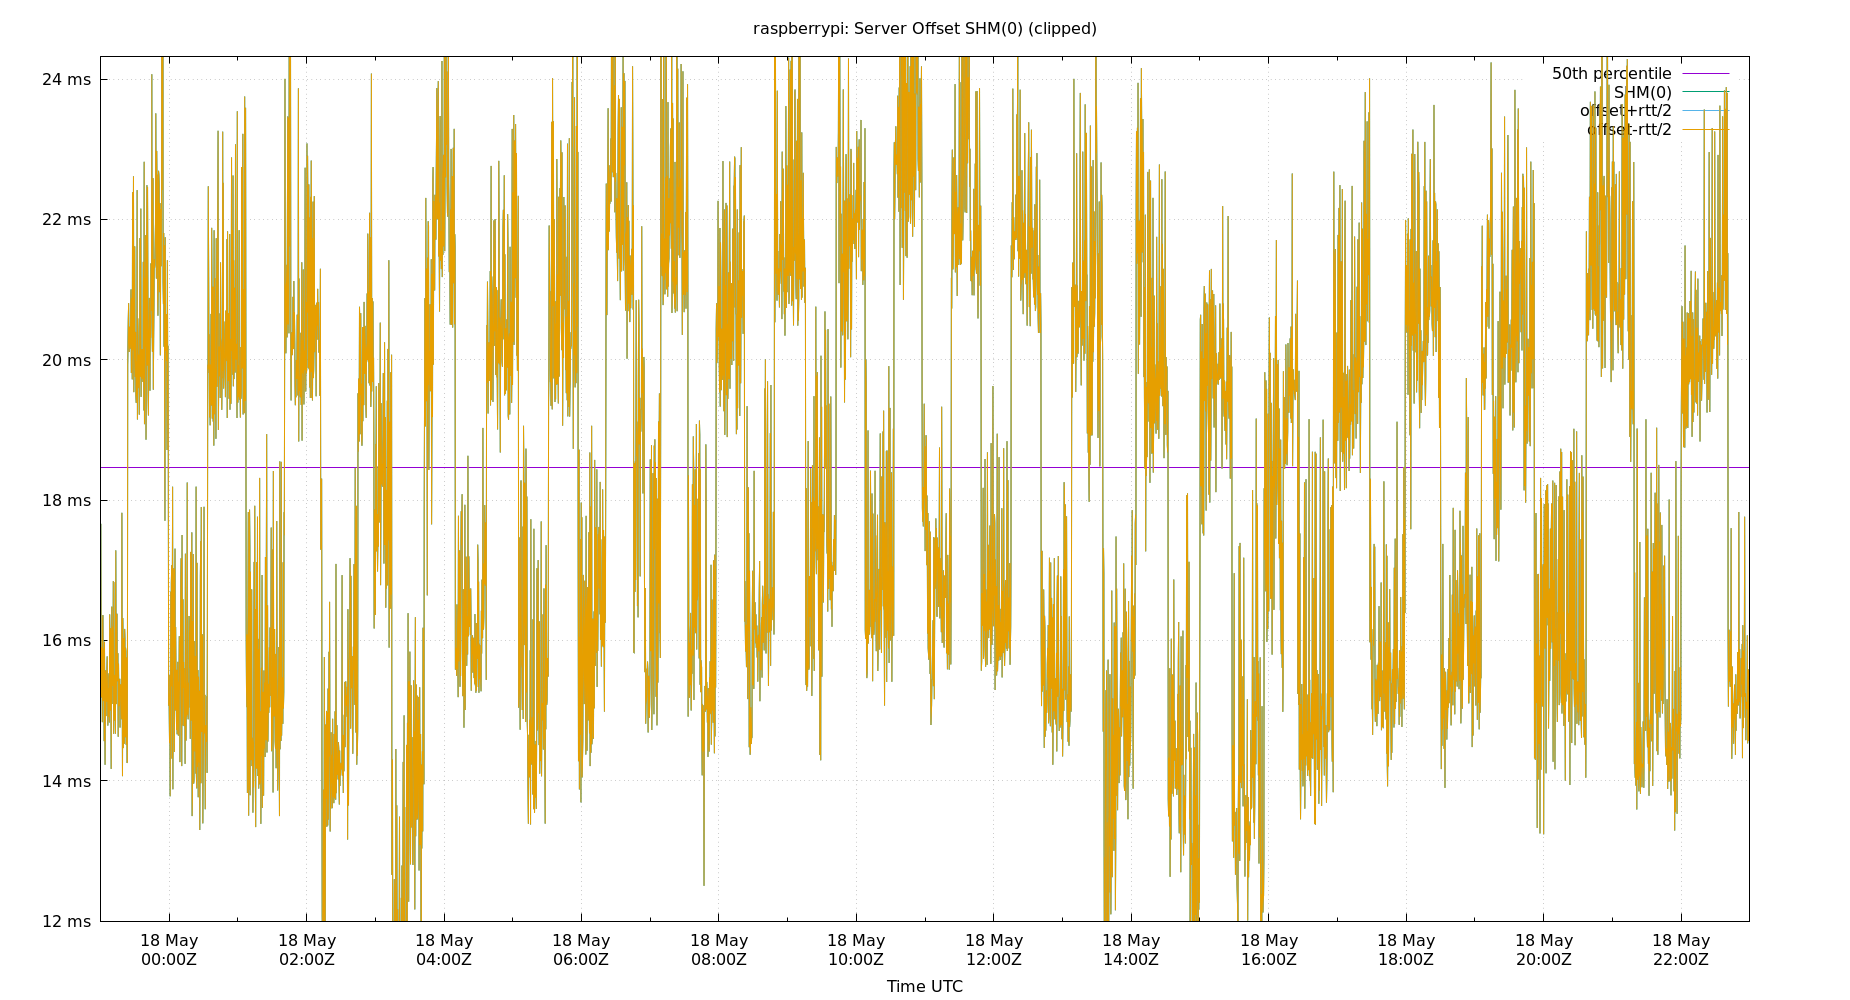 raspberrypi: Server Offset SHM(0) (clipped)
24 ms
22 ms
20 ms
18 ms
16 ms
14 ms
12 ms
50th percentile
SHM(0)
offset+rtt/2
offset-rtt/2
18 May 18 May 18 May 18 May 18 May 18 May 18 May 18 May 18 May 18 May 18 May 18 May
00:00Z 02:00Z 04:00Z 06:00Z 08:00Z 10:00Z 12:00Z 14:00Z 16:00Z 18:00Z 20:00Z 22:00Z
Time UTC